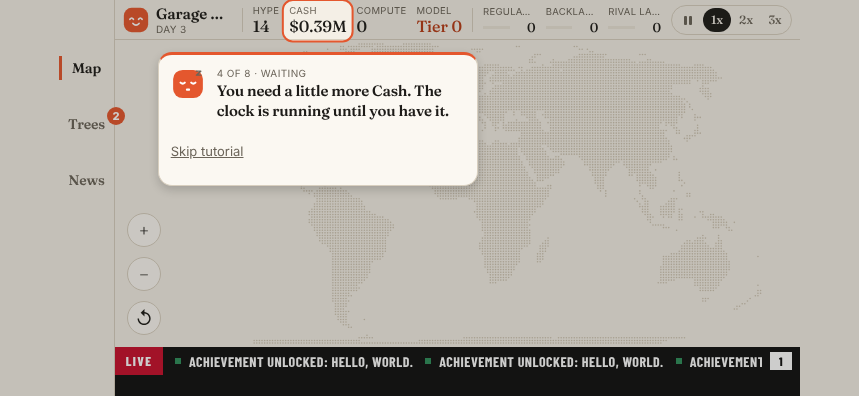 Garage ...
DAY 3
HYPE
14
CASH
$0.39M
COMPUTE
0
MODEL
Tier 0
REGULA...
0
BACKLA...
0
RIVAL LA...
0
1x
2x
3x
Map
Trees
2
News
4 OF 8 · WAITING
You need a little more Cash. The
clock is running until you have it.
Skip tutorial
+
−
LIVE
ACHIEVEMENT UNLOCKED: HELLO, WORLD.
ACHIEVEMENT UNLOCKED: HELLO, WORLD.
ACHIEVEMENT
1